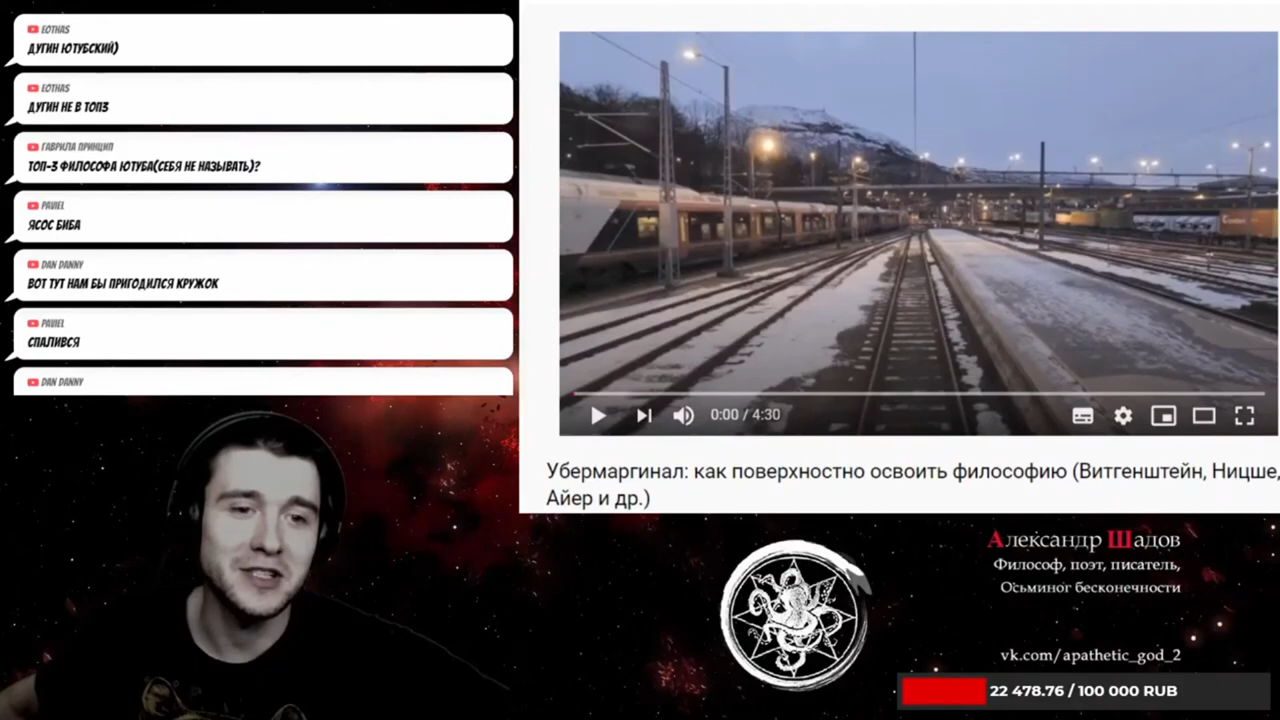 EOTHAS
ДУГИН ЮТУБСКИЙ)
EOTHAS
ДУГИН НЕ В ТОП3
ГАВРИЛА ПРИНЦИП
ТОП-3 ФИЛОСОФА ЮТУБА(СЕБЯ НЕ НАЗЫВАТЬ)?
PAVIEL
ЯСОС БИБА
DAN DANNY
ВОТ ТУТ НАМ БЫ ПРИГОДИЛСЯ КРУЖОК
PAVIEL
СПАЛИВСЯ
DAN DANNY
0:00 / 4:30
Убермаргинал: как поверхностно освоить философию (Витгенштейн, Ницше,
Айер и др.)
Александр Шадов
Философ, поэт, писатель,
Осьминог бесконечности
vk.com/apathetic_god_2
22 478.76 / 100 000 RUB